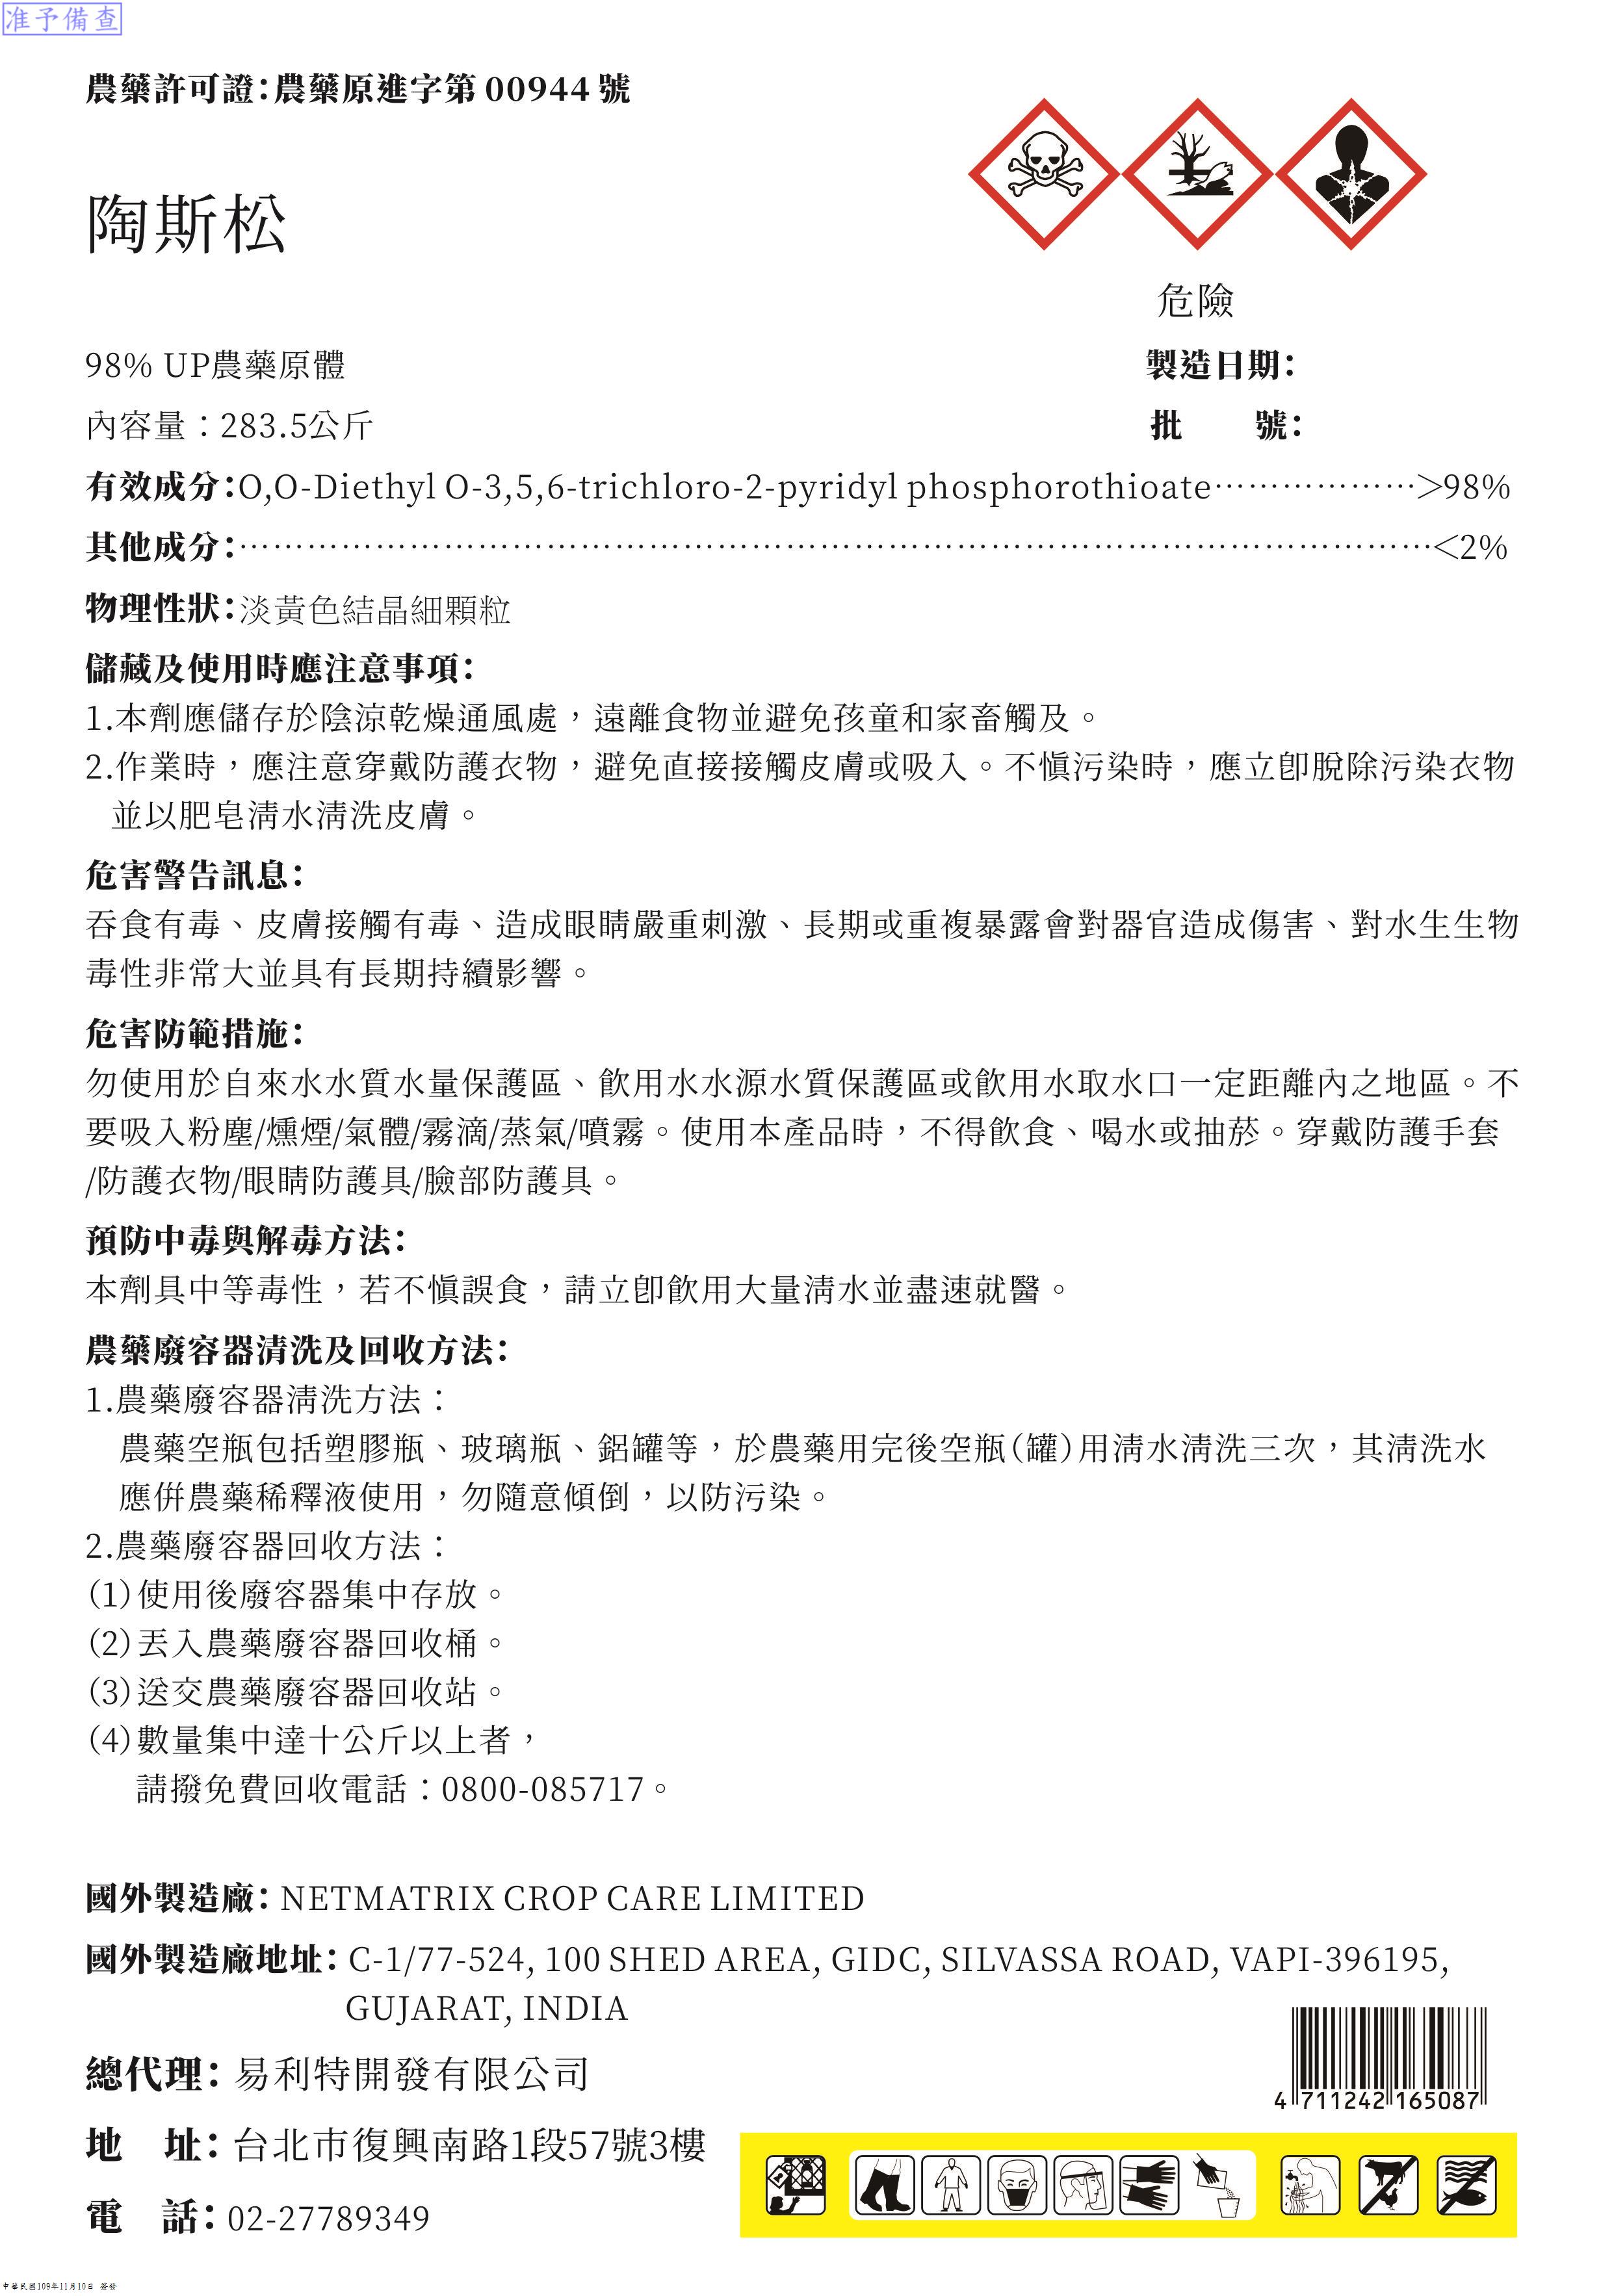 准予備查
農藥許可證：農藥原進字第 00944 號
陶斯松
危險
98% UP農藥原體
製造日期：
內容量：283.5公斤
批 號：
有效成分：O,O-Diethyl O-3,5,6-trichloro-2-pyridyl phosphorothioate………………>98%
其他成分：……………………………………………………………………………………………<2%
物理性狀：淡黃色結晶細顆粒
儲藏及使用時應注意事項：
1.本劑應儲存於陰涼乾燥通風處，遠離食物並避免孩童和家畜觸及。
2.作業時，應注意穿戴防護衣物，避免直接接觸皮膚或吸入。不慎污染時，應立即脫除污染衣物
並以肥皂清水清洗皮膚。
危害警告訊息：
吞食有毒、皮膚接觸有毒、造成眼睛嚴重刺激、長期或重複暴露會對器官造成傷害、對水生生物
毒性非常大並具有長期持續影響。
危害防範措施：
勿使用於自來水水質水量保護區、飲用水水源水質保護區或飲用水取水口一定距離內之地區。不
要吸入粉塵/燻煙/氣體/霧滴/蒸氣/噴霧。使用本產品時，不得飲食、喝水或抽菸。穿戴防護手套
/防護衣物/眼睛防護具/臉部防護具。
預防中毒與解毒方法：
本劑具中等毒性，若不慎誤食，請立即飲用大量清水並盡速就醫。
農藥廢容器清洗及回收方法：
1.農藥廢容器清洗方法：
農藥空瓶包括塑膠瓶、玻璃瓶、鋁罐等，於農藥用完後空瓶（罐）用清水清洗三次，其清洗水
應併農藥稀釋液使用，勿隨意傾倒，以防污染。
2.農藥廢容器回收方法：
（1）使用後廢容器集中存放。
（2）丟入農藥廢容器回收桶。
（3）送交農藥廢容器回收站。
（4）數量集中達十公斤以上者，
請撥免費回收電話：0800-085717。
國外製造廠：NETMATRIX CROP CARE LIMITED
國外製造廠地址：C-1/77-524, 100 SHED AREA, GIDC, SILVASSA ROAD, VAPI-396195,
GUJARAT, INDIA
總代理：易利特開發有限公司
地 址：台北市復興南路1段57號3樓
電 話：02-27789349
4 711242 165087
中華民國109年11月10日 簽發